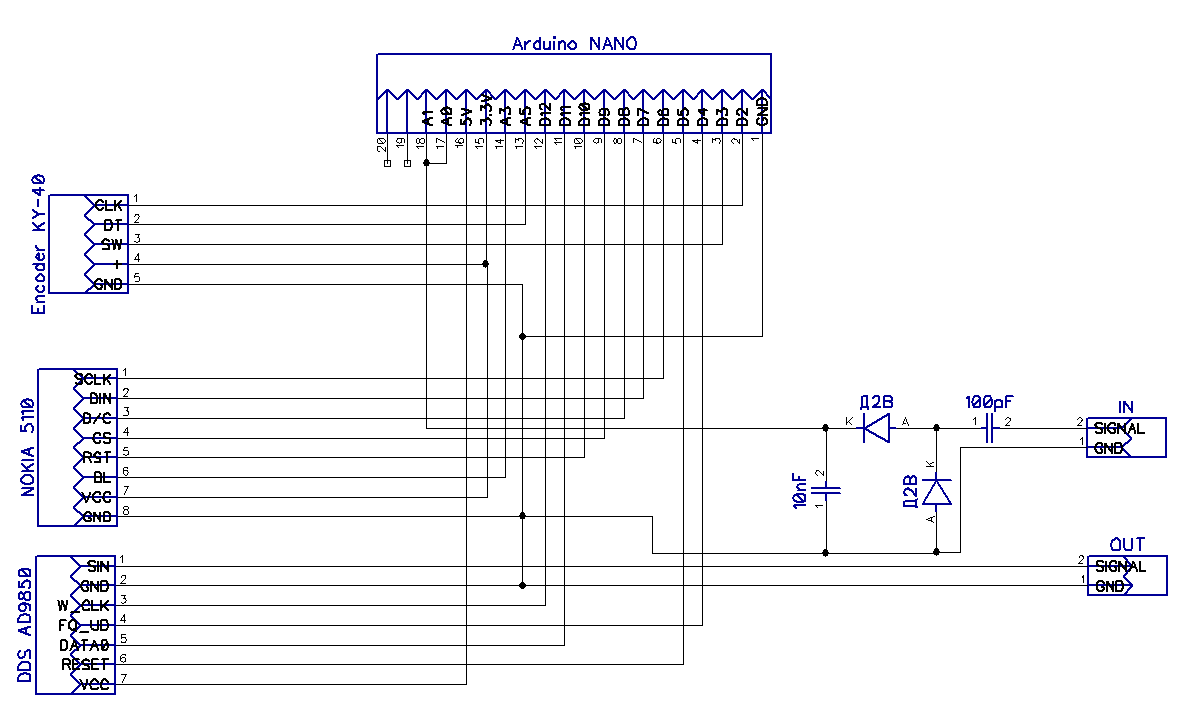 Arduino NANO
A1 A0 5V 3.3V A3 A5 D12 D11 D10 D9 D8 D7 D6 D5 D4 D3 D2 GND
20 19 18 17 16 15 14 13 12 11 10 9 8 7 6 5 4 3 2 1
Encoder KY-40
CLK 1
DT 2
SW 3
+ 4
GND 5
NOKIA 5110
SCLK 1
DIN 2
D/C 3
CS 4
RST 5
BL 6
VCC 7
GND 8
DDS AD9850
SIN 1
GND 2
W_CLK 3
FQ_UD 4
DATA0 5
RESET 6
VCC 7
Д2В
K A
100pF
1 2
IN
2 SIGNAL
1 GND
10nF
2
1
Д2В
K
A
OUT
2 SIGNAL
1 GND